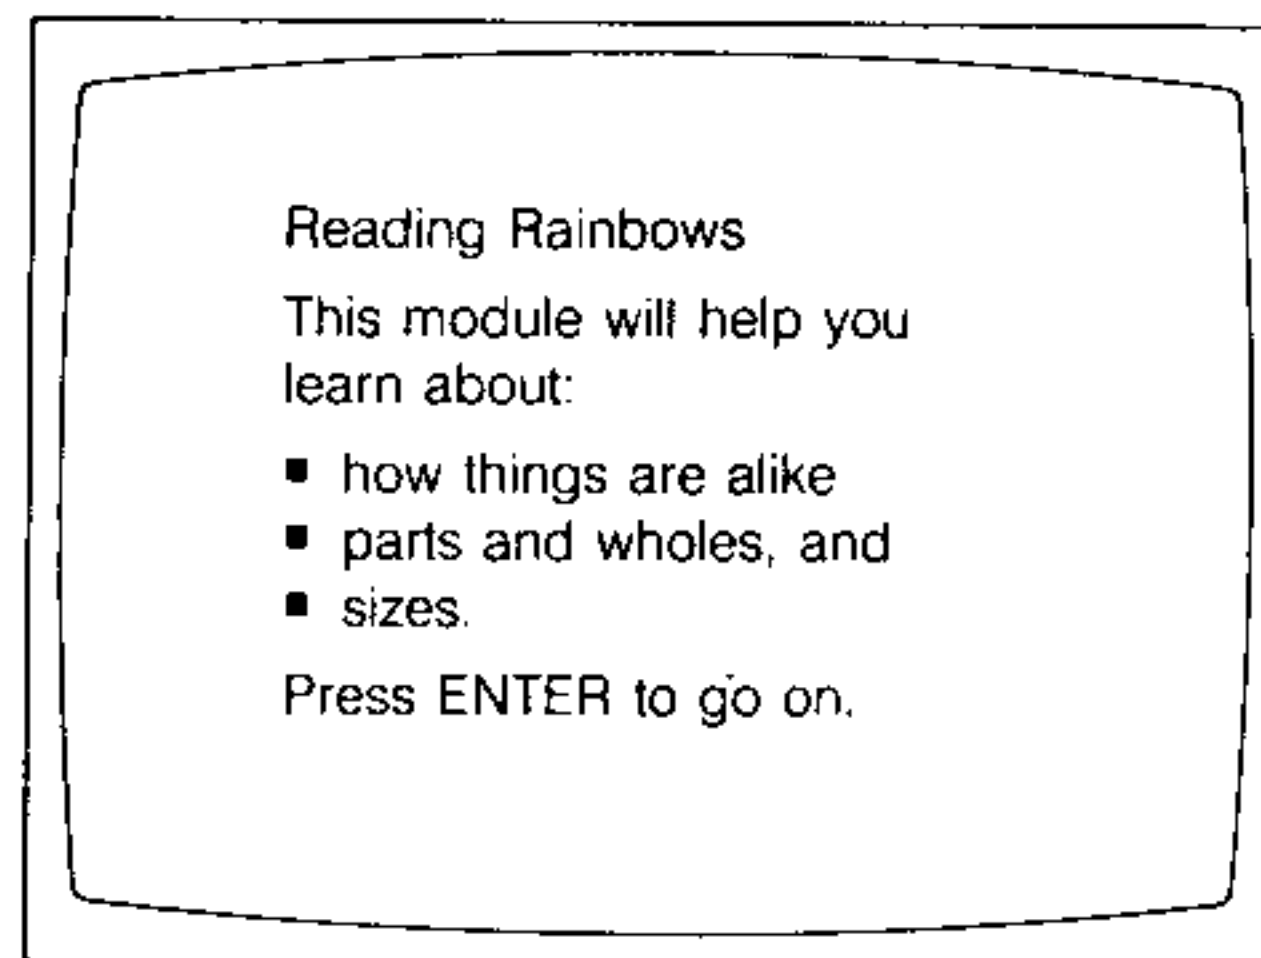 Reading Rainbows
This module will help you
learn about:
■ how things are alike
■ parts and wholes, and
■ sizes.
Press ENTER to go on.